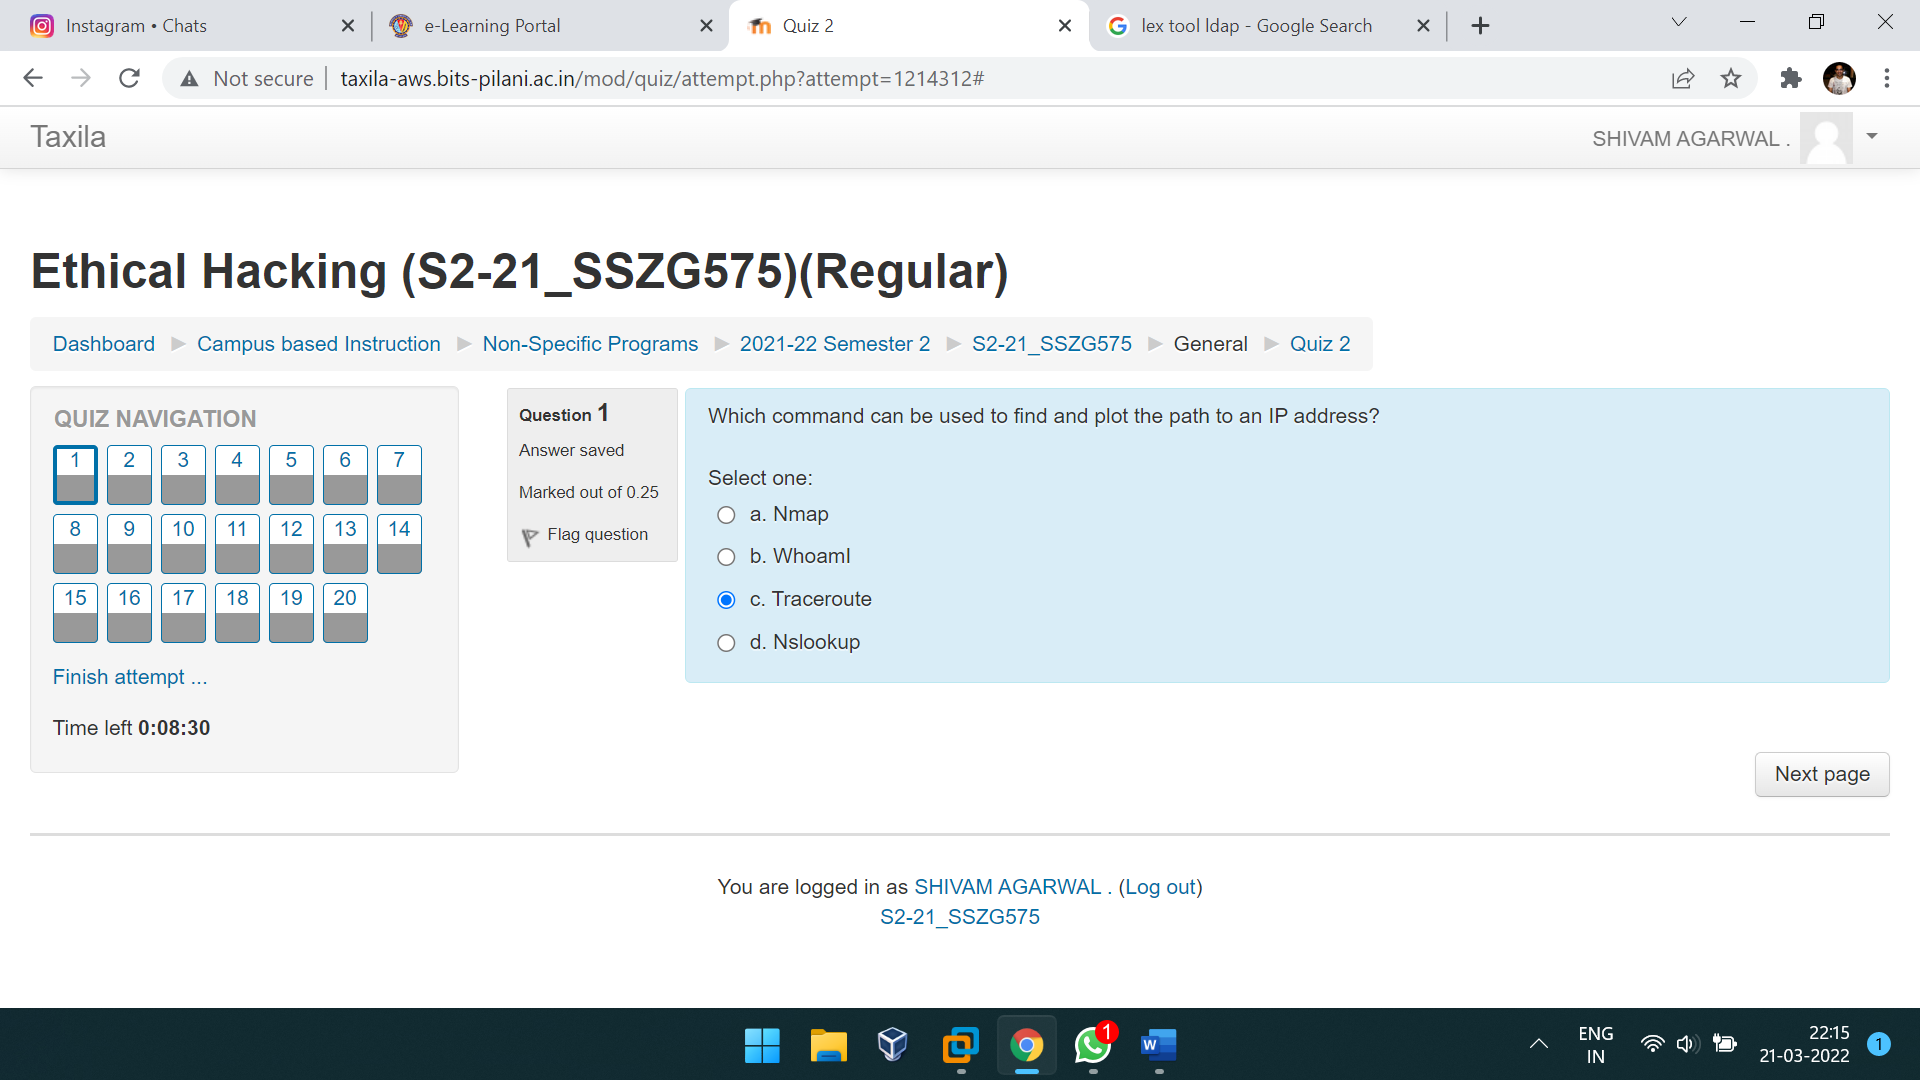 Instagram • Chats
e-Learning Portal
Quiz 2
lex tool ldap - Google Search
Not secure
taxila-aws.bits-pilani.ac.in/mod/quiz/attempt.php?attempt=1214312#
Taxila
SHIVAM AGARWAL .
Ethical Hacking (S2-21_SSZG575)(Regular)
Dashboard ► Campus based Instruction ► Non-Specific Programs ► 2021-22 Semester 2 ► S2-21_SSZG575 ► General ► Quiz 2
QUIZ NAVIGATION
1 2 3 4 5 6 7
8 9 10 11 12 13 14
15 16 17 18 19 20
Finish attempt ...
Time left 0:08:30
Question 1
Answer saved
Marked out of 0.25
Flag question
Which command can be used to find and plot the path to an IP address?
Select one:
a. Nmap
b. WhoamI
c. Traceroute
d. Nslookup
Next page
You are logged in as SHIVAM AGARWAL . (Log out)
S2-21_SSZG575
1
W
ENG
IN
22:15
21-03-2022
1